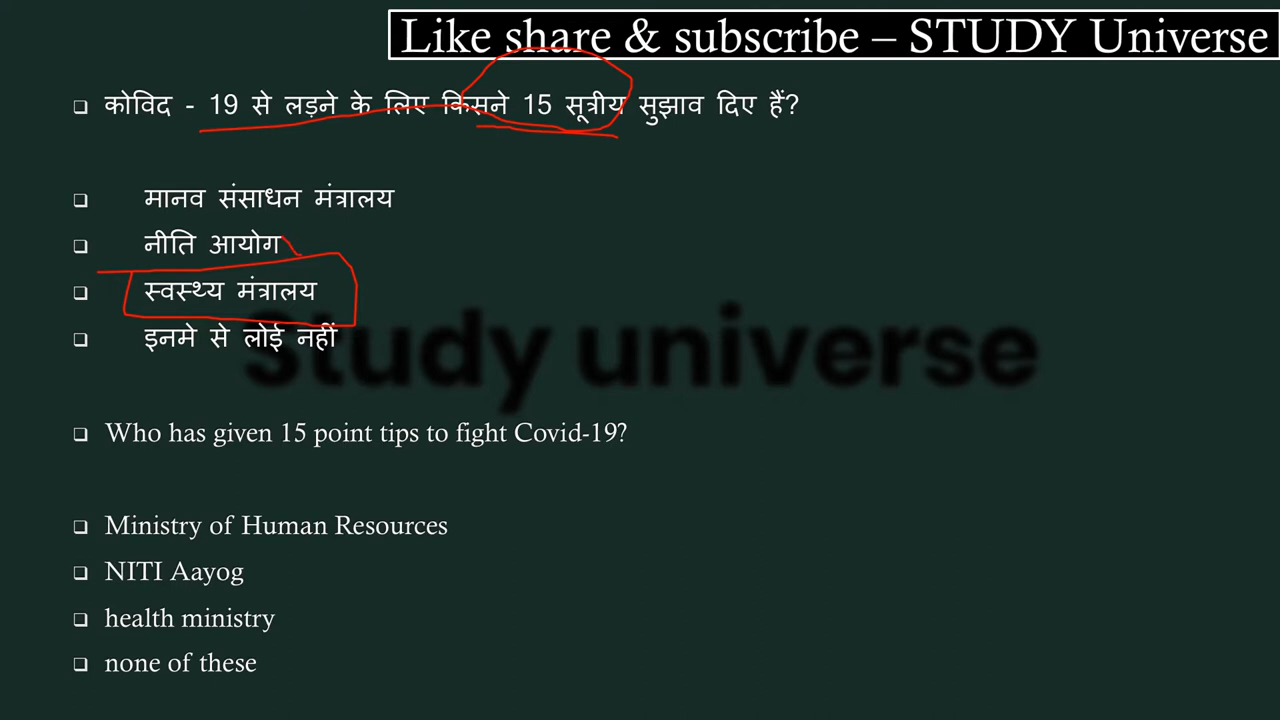 Like share & subscribe – STUDY Universe
कोविद - 19 से लड़ने के लिए किसने 15 सूत्रीय सुझाव दिए हैं?
मानव संसाधन मंत्रालय
नीति आयोग
स्वस्थ्य मंत्रालय
इनमे से लोई नहीं
Study universe
Who has given 15 point tips to fight Covid-19?
Ministry of Human Resources
NITI Aayog
health ministry
none of these